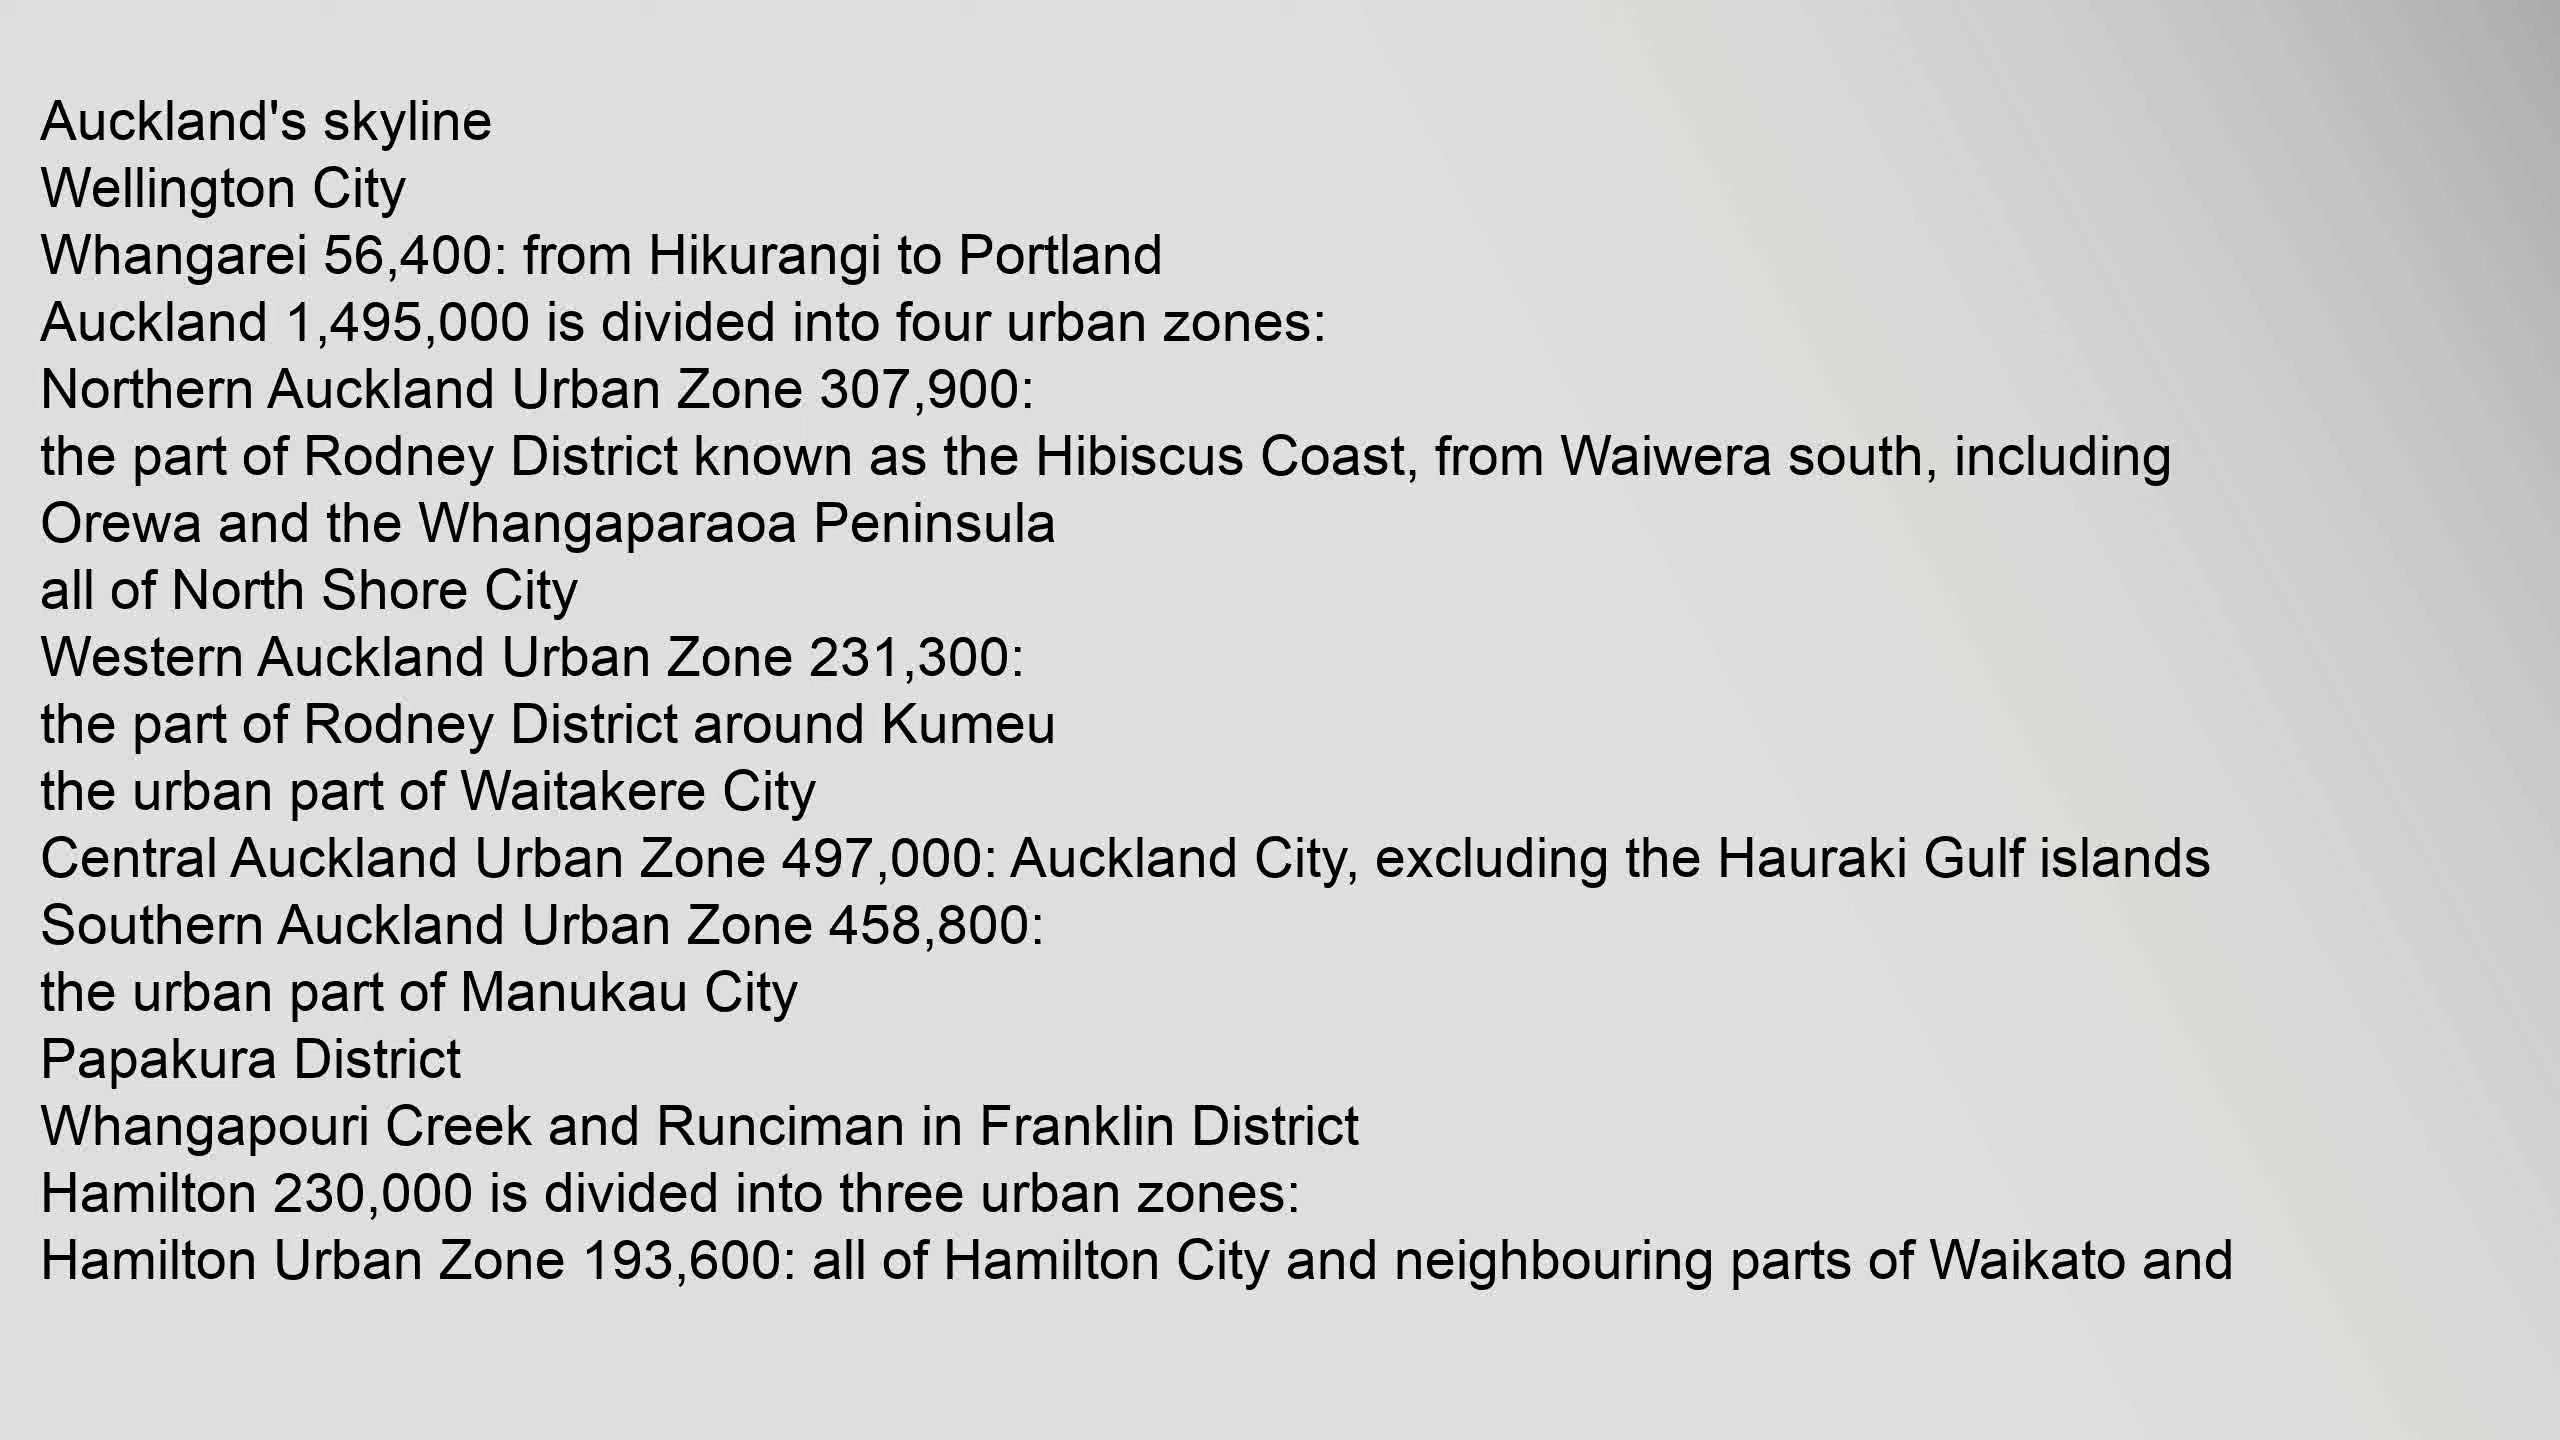 Auckland's skyline
Wellington City
Whangarei 56,400: from Hikurangi to Portland
Auckland 1,495,000 is divided into four urban zones:
Northern Auckland Urban Zone 307,900:
the part of Rodney District known as the Hibiscus Coast, from Waiwera south, including
Orewa and the Whangaparaoa Peninsula
all of North Shore City
Western Auckland Urban Zone 231,300:
the part of Rodney District around Kumeu
the urban part of Waitakere City
Central Auckland Urban Zone 497,000: Auckland City, excluding the Hauraki Gulf islands
Southern Auckland Urban Zone 458,800:
the urban part of Manukau City
Papakura District
Whangapouri Creek and Runciman in Franklin District
Hamilton 230,000 is divided into three urban zones:
Hamilton Urban Zone 193,600: all of Hamilton City and neighbouring parts of Waikato and